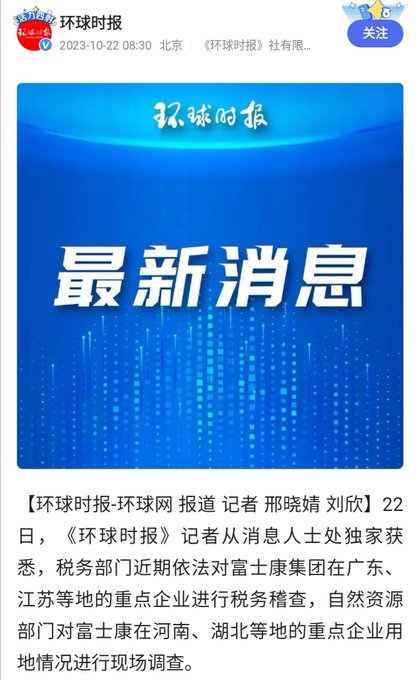 环球时报
2023-10-22 08:30 北京 《环球时报》社有限...
关注
环球时报
最新消息
【环球时报-环球网 报道 记者 邢晓婧 刘欣】22
日，《环球时报》记者从消息人士处独家获
悉，税务部门近期依法对富士康集团在广东、
江苏等地的重点企业进行税务稽查，自然资源
部门对富士康在河南、湖北等地的重点企业用
地情况进行现场调查。